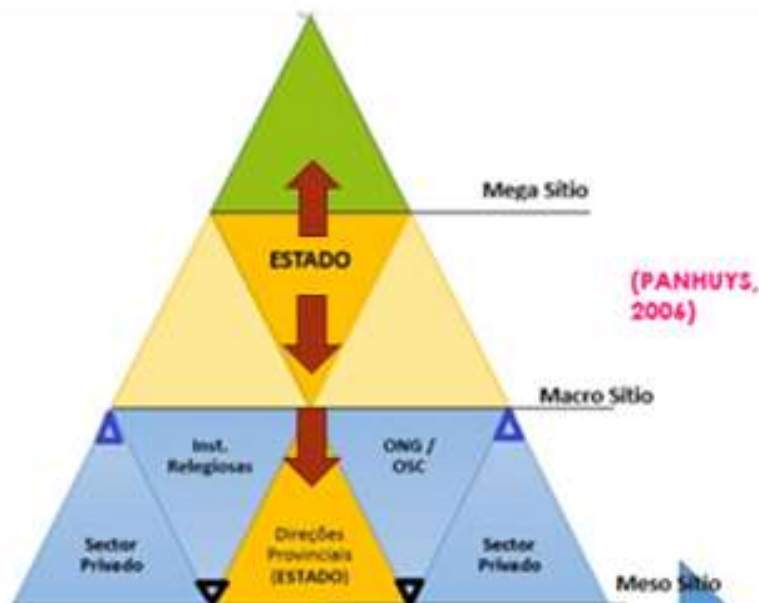 Mega Sítio
ESTADO
(PANHUYS,
2006)
Macro Sítio
Inst.
Relegiosas
ONG /
OSC
Sector
Privado
Direções
Provinciais
(ESTADO)
Sector
Privado
Meso Sítio